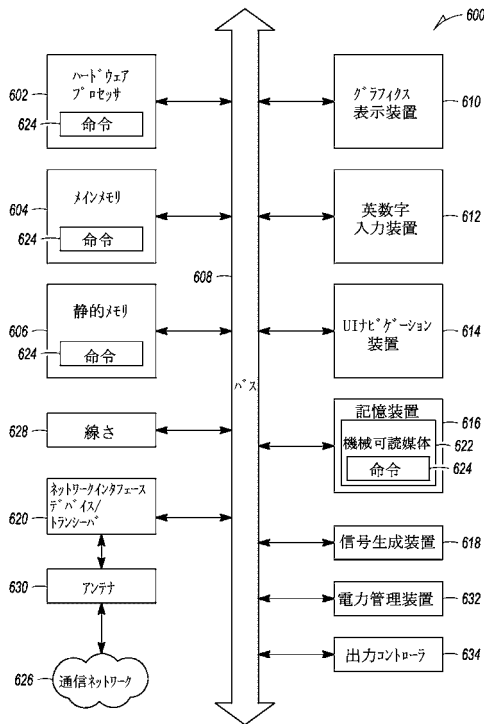 600
ﾊｰﾄﾞｳｪｱ
ﾌﾟﾛｾｯｻ
602
624
命令
ﾒｲﾝﾒﾓﾘ
604
624
命令
静的ﾒﾓﾘ
606
624
命令
628
線さ
ﾈｯﾄﾜｰｸｲﾝﾀﾌｪｰｽ
ﾃﾞﾊﾞｲｽ/
ﾄﾗﾝｼｰﾊﾞ
620
630
ｱﾝﾃﾅ
626
通信ﾈｯﾄﾜｰｸ
608
ﾊﾞｽ
ｸﾞﾗﾌｨｸｽ
表示装置
610
英数字
入力装置
612
UIﾅﾋﾞｹﾞｰｼｮﾝ
装置
614
記憶装置
616
機械可読媒体
622
命令
624
信号生成装置
618
電力管理装置
632
出力ｺﾝﾄﾛｰﾗ
634